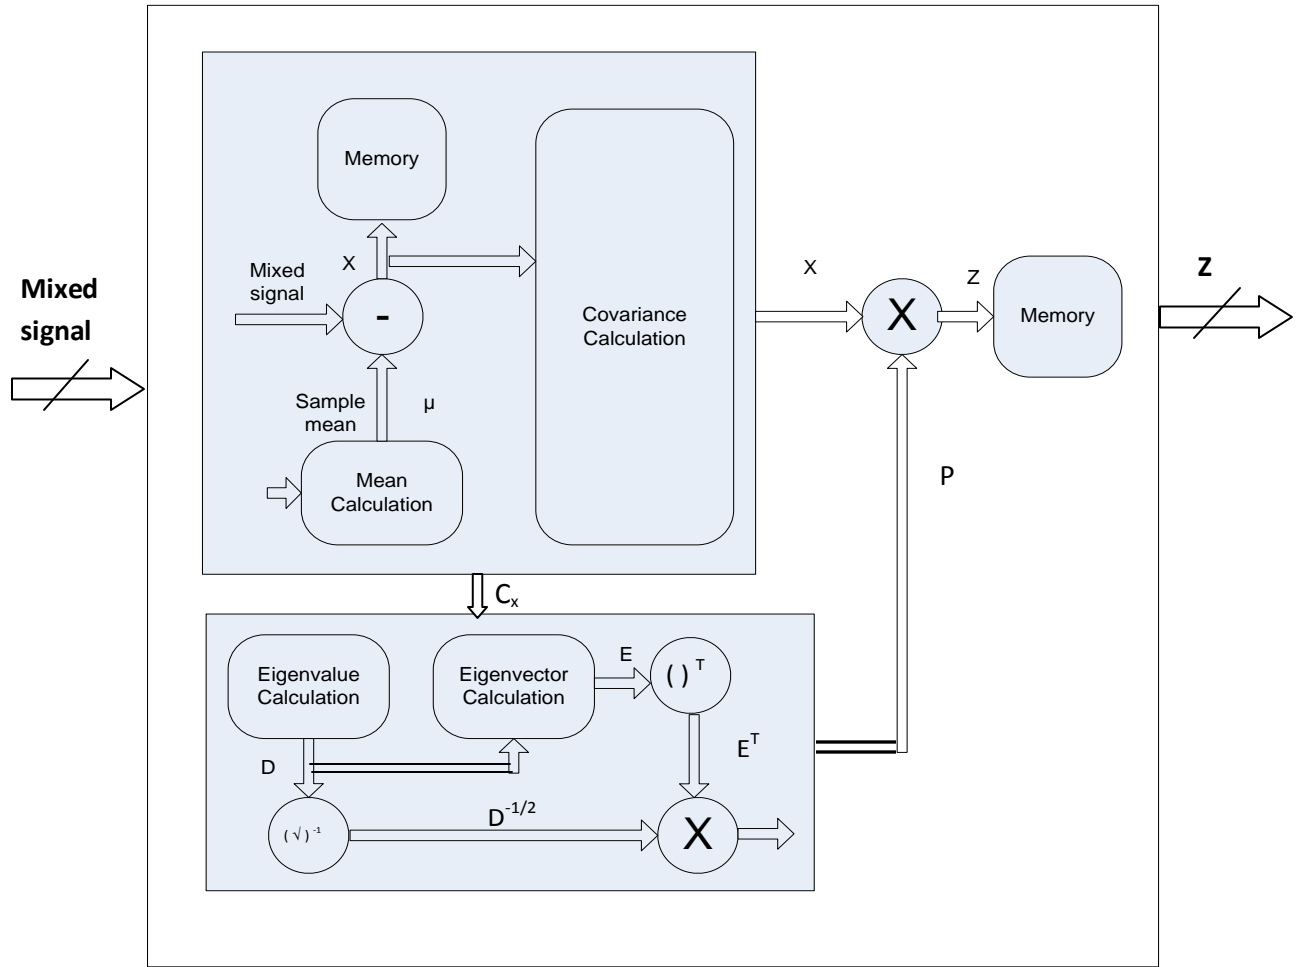 Mixed
signal
Memory
X
Mixed
signal
-
Sample
mean
μ
Mean
Calculation
Covariance
Calculation
X
X
Z
Memory
Z
P
Cₓ
Eigenvalue
Calculation
Eigenvector
Calculation
E
( ) ᵀ
D
Eᵀ
(√)⁻¹
D⁻¹/²
X